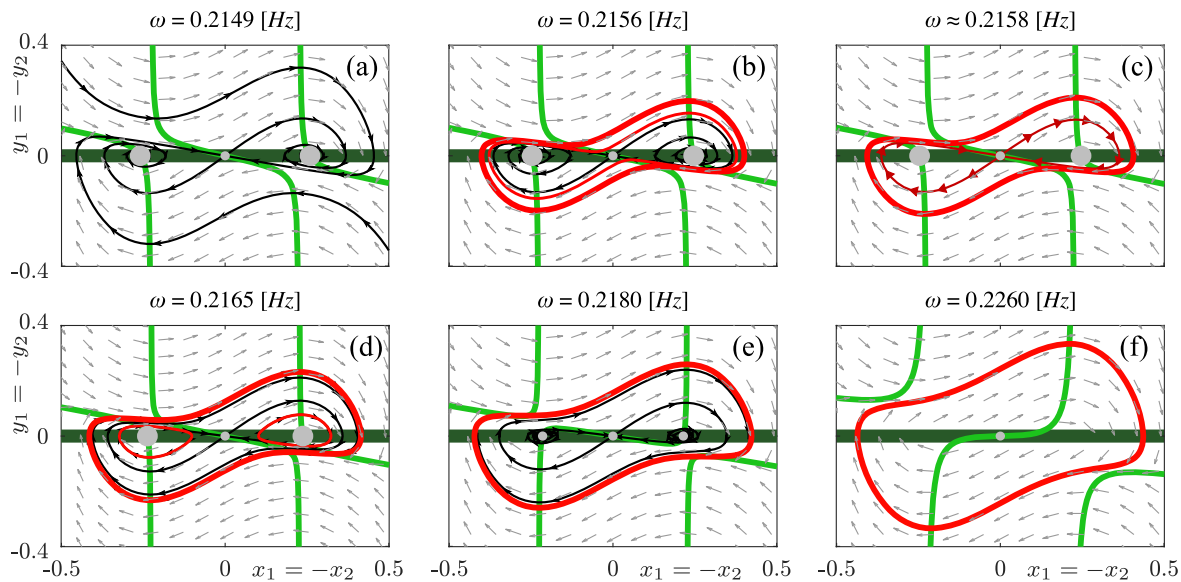 ω = 0.2149 [Hz]
ω = 0.2156 [Hz]
ω ≈ 0.2158 [Hz]
0.4
(a)
(b)
(c)
y₁ = −y₂
0
-0.4
ω = 0.2165 [Hz]
ω = 0.2180 [Hz]
ω = 0.2260 [Hz]
0.4
(d)
(e)
(f)
y₁ = −y₂
0
-0.4
-0.5 0 x₁ = −x₂ 0.5
-0.5 0 x₁ = −x₂ 0.5
-0.5 0 x₁ = −x₂ 0.5